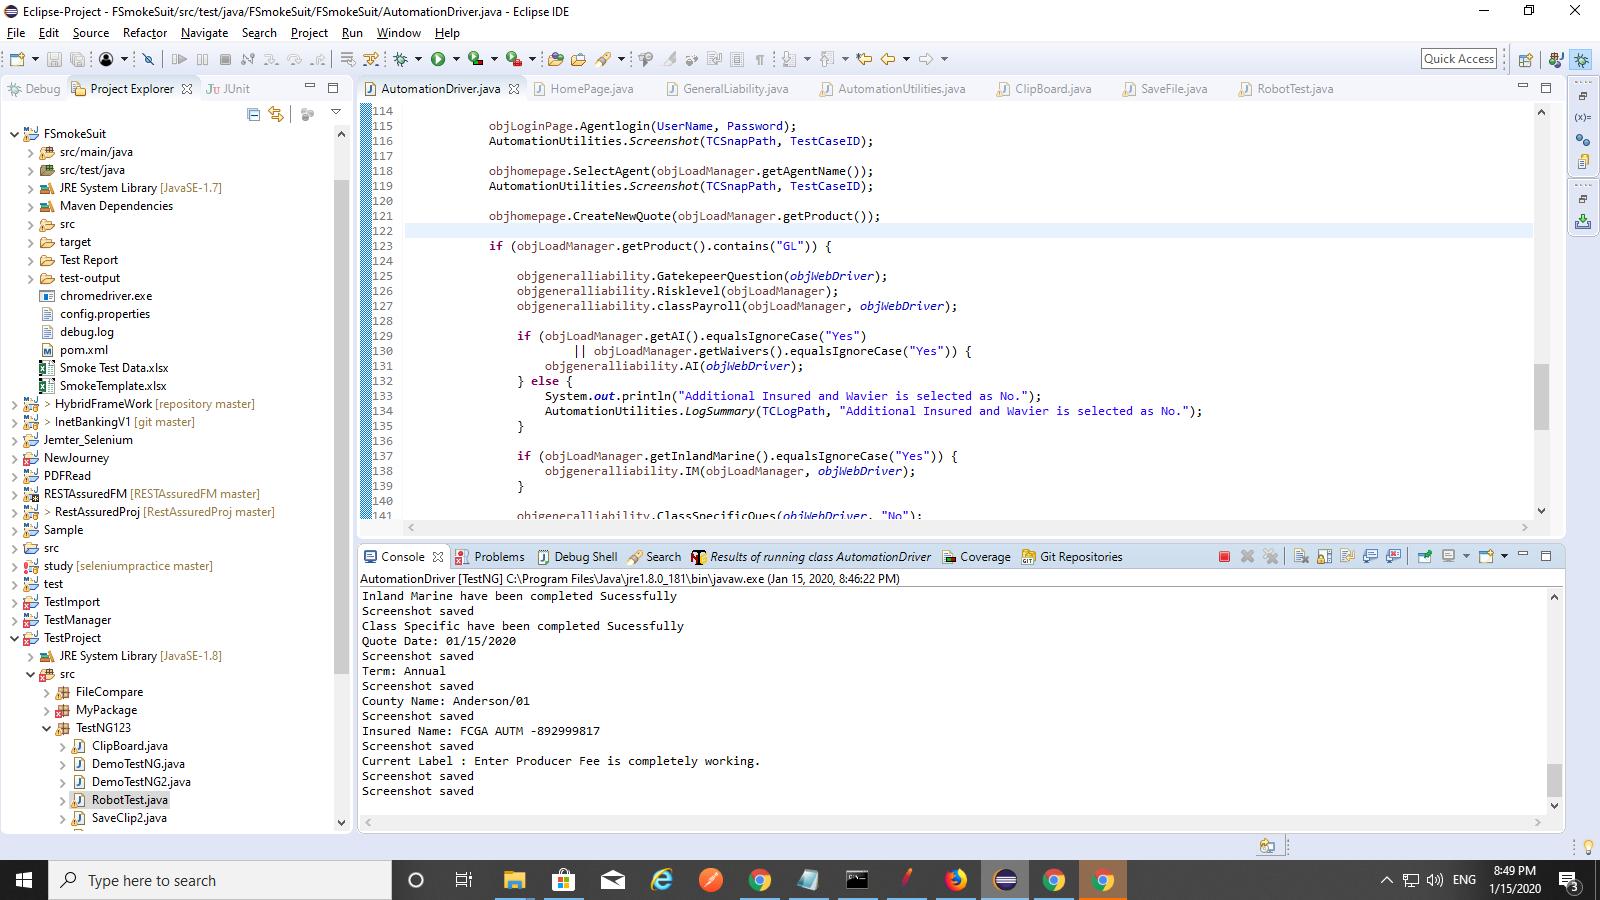 Eclipse-Project - FSmokeSuit/src/test/java/FSmokeSuit/FSmokeSuit/AutomationDriver.java - Eclipse IDE
File Edit Source Refactor Navigate Search Project Run Window Help
Quick Access
Debug Project Explorer JUnit
FSmokeSuit
src/main/java
src/test/java
JRE System Library [JavaSE-1.7]
Maven Dependencies
src
target
Test Report
test-output
chromedriver.exe
config.properties
debug.log
pom.xml
Smoke Test Data.xlsx
SmokeTemplate.xlsx
> HybridFrameWork [repository master]
> InetBankingV1 [git master]
Jemter_Selenium
NewJourney
PDFRead
RESTAssuredFM [RESTAssuredFM master]
> RestAssuredProj [RestAssuredProj master]
Sample
src
study [seleniumpractice master]
test
TestImport
TestManager
TestProject
JRE System Library [JavaSE-1.8]
src
FileCompare
MyPackage
TestNG123
ClipBoard.java
DemoTestNG.java
DemoTestNG2.java
RobotTest.java
SaveClip2.java
AutomationDriver.java HomePage.java GeneralLiability.java AutomationUtilities.java ClipBoard.java SaveFile.java RobotTest.java
114
115 objLoginPage.Agentlogin(UserName, Password);
116 AutomationUtilities.Screenshot(TCSnapPath, TestCaseID);
117
118 objhomepage.SelectAgent(objLoadManager.getAgentName());
119 AutomationUtilities.Screenshot(TCSnapPath, TestCaseID);
120
121 objhomepage.CreateNewQuote(objLoadManager.getProduct());
122
123 if (objLoadManager.getProduct().contains("GL")) {
124
125 objgeneralliability.GatekepeerQuestion(objWebDriver);
126 objgeneralliability.Risklevel(objLoadManager);
127 objgeneralliability.classPayroll(objLoadManager, objWebDriver);
128
129 if (objLoadManager.getAI().equalsIgnoreCase("Yes")
130 || objLoadManager.getWaivers().equalsIgnoreCase("Yes")) {
131 objgeneralliability.AI(objWebDriver);
132 } else {
133 System.out.println("Additional Insured and Wavier is selected as No.");
134 AutomationUtilities.LogSummary(TCLogPath, "Additional Insured and Wavier is selected as No.");
135 }
136
137 if (objLoadManager.getInlandMarine().equalsIgnoreCase("Yes")) {
138 objgeneralliability.IM(objLoadManager, objWebDriver);
139 }
140
141 objgeneralliability.ClassSpecificQues(objWebDriver, "No");
Console Problems Debug Shell Search Results of running class AutomationDriver Coverage Git Repositories
AutomationDriver [TestNG] C:\Program Files\Java\jre1.8.0_181\bin\javaw.exe (Jan 15, 2020, 8:46:22 PM)
Inland Marine have been completed Sucessfully
Screenshot saved
Class Specific have been completed Sucessfully
Quote Date: 01/15/2020
Screenshot saved
Term: Annual
Screenshot saved
County Name: Anderson/01
Screenshot saved
Insured Name: FCGA AUTM -892999817
Screenshot saved
Current Label : Enter Producer Fee is completely working.
Screenshot saved
Screenshot saved
Type here to search
ENG
8:49 PM
1/15/2020
3